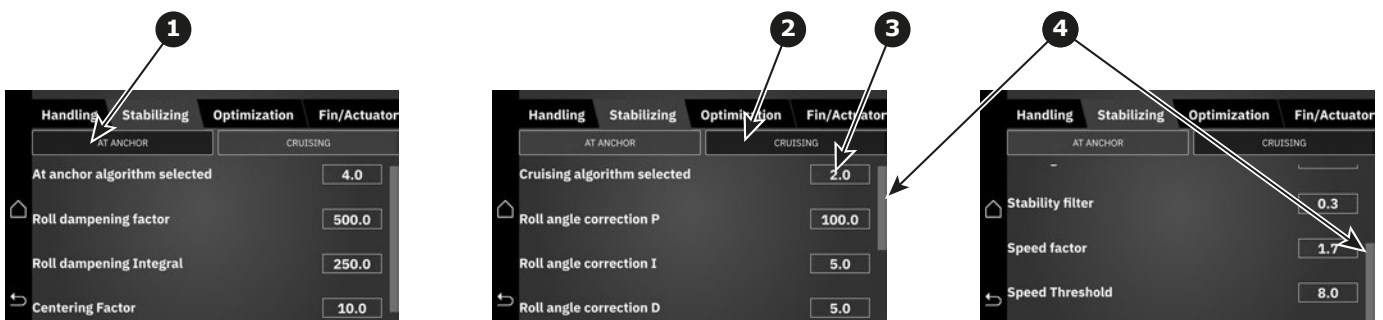 1
2
3
4
Handling Stabilizing Optimization Fin/Actuator
AT ANCHOR CRUISING
At anchor algorithm selected 4.0
Roll dampening factor 500.0
Roll dampening Integral 250.0
Centering Factor 10.0
Handling Stabilizing Optimization Fin/Actuator
AT ANCHOR CRUISING
Cruising algorithm selected 2.0
Roll angle correction P 100.0
Roll angle correction I 5.0
Roll angle correction D 5.0
Handling Stabilizing Optimization Fin/Actuator
AT ANCHOR CRUISING
Stability filter 0.3
Speed factor 1.7
Speed Threshold 8.0